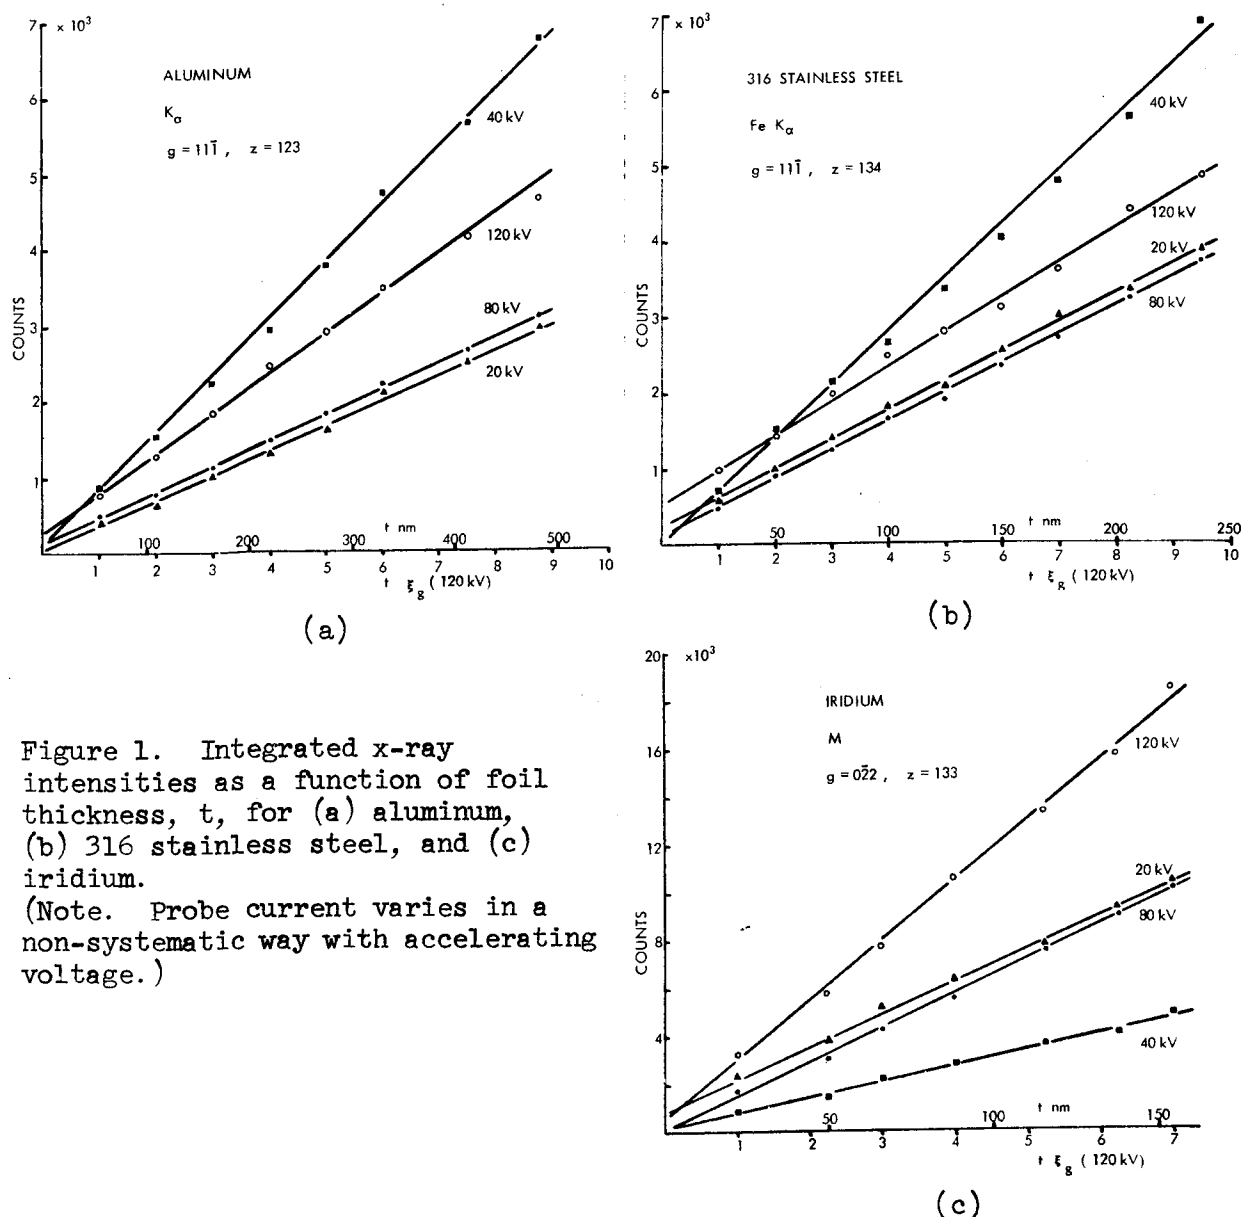 7
× 10³
6
5
4
3
2
1
COUNTS
ALUMINUM
Kα
g = 111̄ , z = 123
40 kV
120 kV
80 kV
20 kV
t nm
100 200 300 400 500
1 2 3 4 5 6 7 8 9 10
t ξg ( 120 kV)
(a)
7
× 10³
6
5
4
3
2
1
COUNTS
316 STAINLESS STEEL
Fe Kα
g = 111̄ , z = 134
40 kV
120 kV
20 kV
80 kV
t nm
50 100 150 200 250
1 2 3 4 5 6 7 8 9 10
t ξg ( 120 kV)
(b)
20
×10³
16
12
8
4
COUNTS
IRIDIUM
M
g = 02̄2 , z = 133
120 kV
20 kV
80 kV
40 kV
t nm
50 100 150
1 2 3 4 5 6 7
t ξg (120 kV)
(c)
Figure 1. Integrated x-ray
intensities as a function of foil
thickness, t, for (a) aluminum,
(b) 316 stainless steel, and (c)
iridium.
(Note. Probe current varies in a
non-systematic way with accelerating
voltage.)